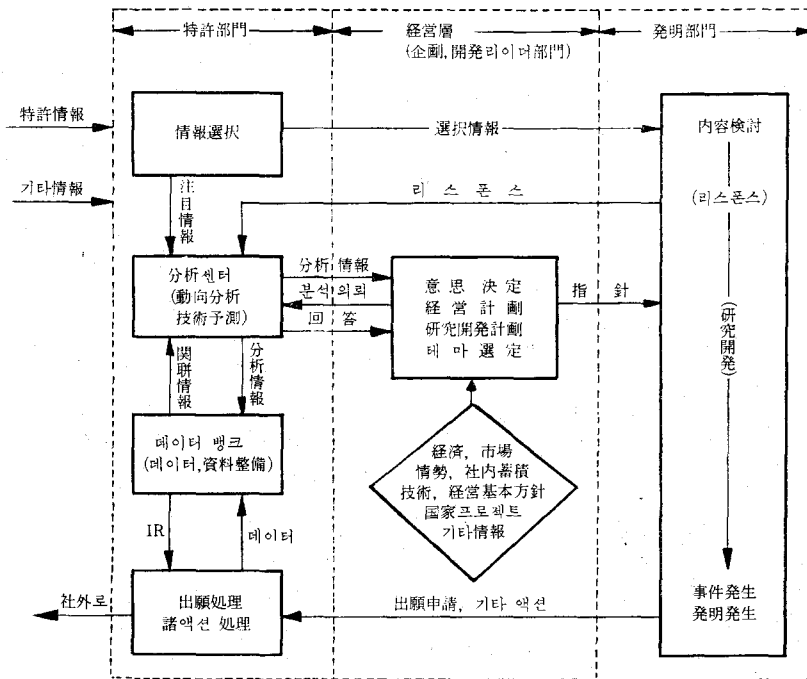 特許部門
経営層
(企画, 開発리이더部門)
発明部門
特許情報
情報選択
選択情報
内容検討
기타情報
注目情報
리 스 폰 스
(리스폰스)
分析센터
(動向分析
技術予測)
分析 情報
분석 의뢰
回 答
意思 決定
経営計劃
研究開発計劃
테 마 選定
指 針
(研究開発)
関聯情報
分析情報
데이터 뱅크
(데이터, 資料整備)
経済, 市場
情勢, 社内蓄積
技術, 経営基本方針
国家프로젝트
기타情報
IR
데이터
事件発生
発明発生
社外로
出願処理
諸액션 処理
出願申請, 기타 액션